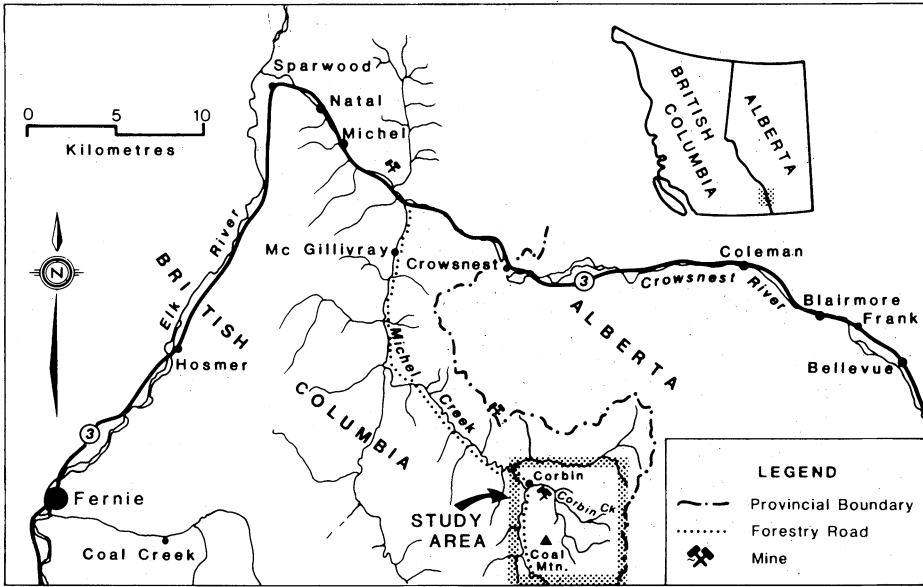 Sparwood
0 5 10
Kilometres
Natal
Michel
BRITISH
COLUMBIA
ALBERTA
N
Elk River
BRITISH
Mc Gillivray
Crowsnest
3
Crowsnest River
Coleman
Blairmore
Frank
Bellevue
ALBERTA
Hosmer
Michel Creek
COLUMBIA
3
Fernie
Coal Creek
STUDY
AREA
Corbin
Corbin Ck
Coal
Mtn.
LEGEND
Provincial Boundary
Forestry Road
Mine